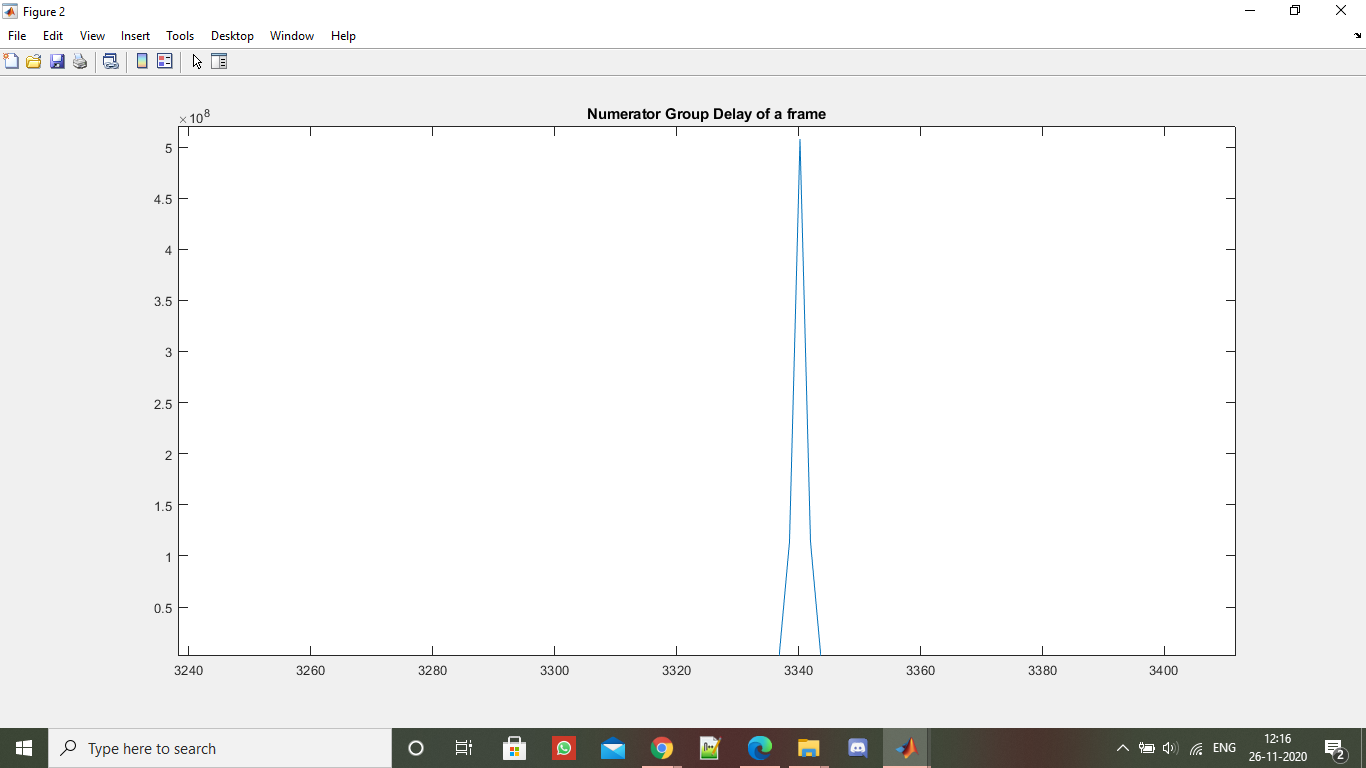 Figure 2
File Edit View Insert Tools Desktop Window Help
Numerator Group Delay of a frame
×10^8
5
4.5
4
3.5
3
2.5
2
1.5
1
0.5
3240 3260 3280 3300 3320 3340 3360 3380 3400
Type here to search
ENG
12:16
26-11-2020
2